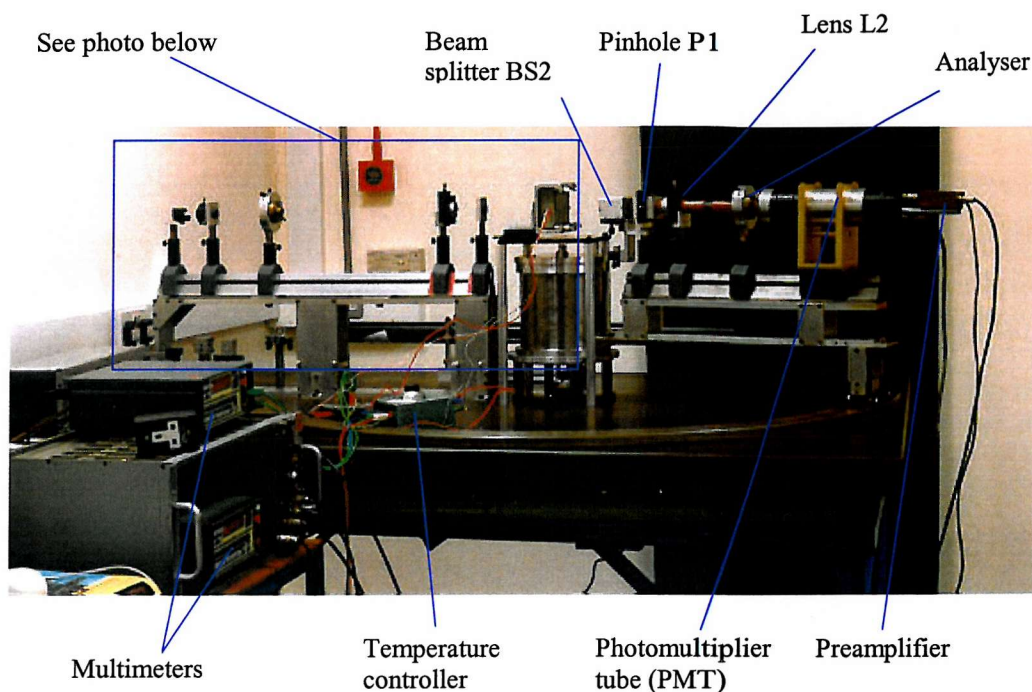 See photo below
Beam
splitter BS2
Pinhole P1
Lens L2
Analyser
Multimeters
Temperature
controller
Photomultiplier
tube (PMT)
Preamplifier